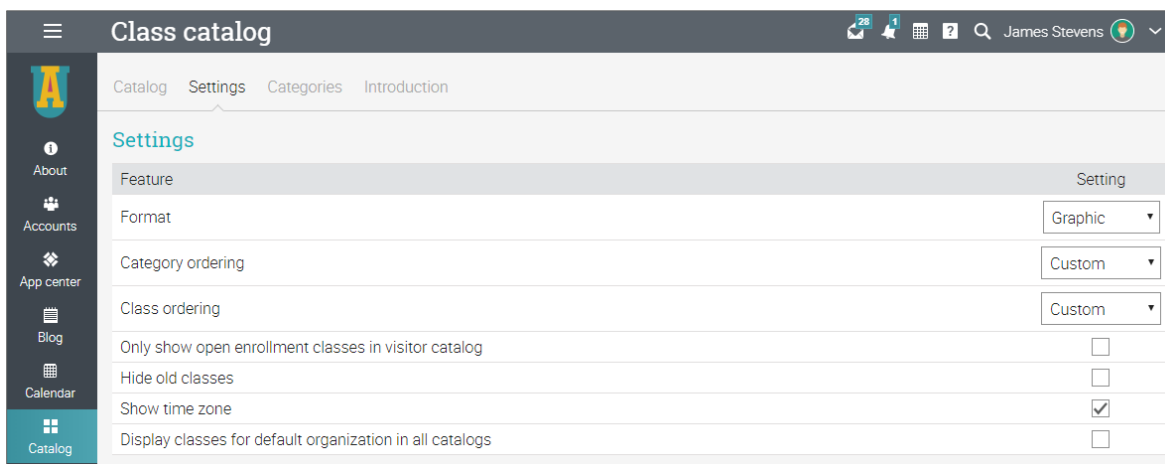 Class catalog
28
1
?
James Stevens
Catalog Settings Categories Introduction
A
About
Accounts
App center
Blog
Calendar
Catalog
Settings
Feature Setting
Format Graphic
Category ordering Custom
Class ordering Custom
Only show open enrollment classes in visitor catalog
Hide old classes
Show time zone
Display classes for default organization in all catalogs